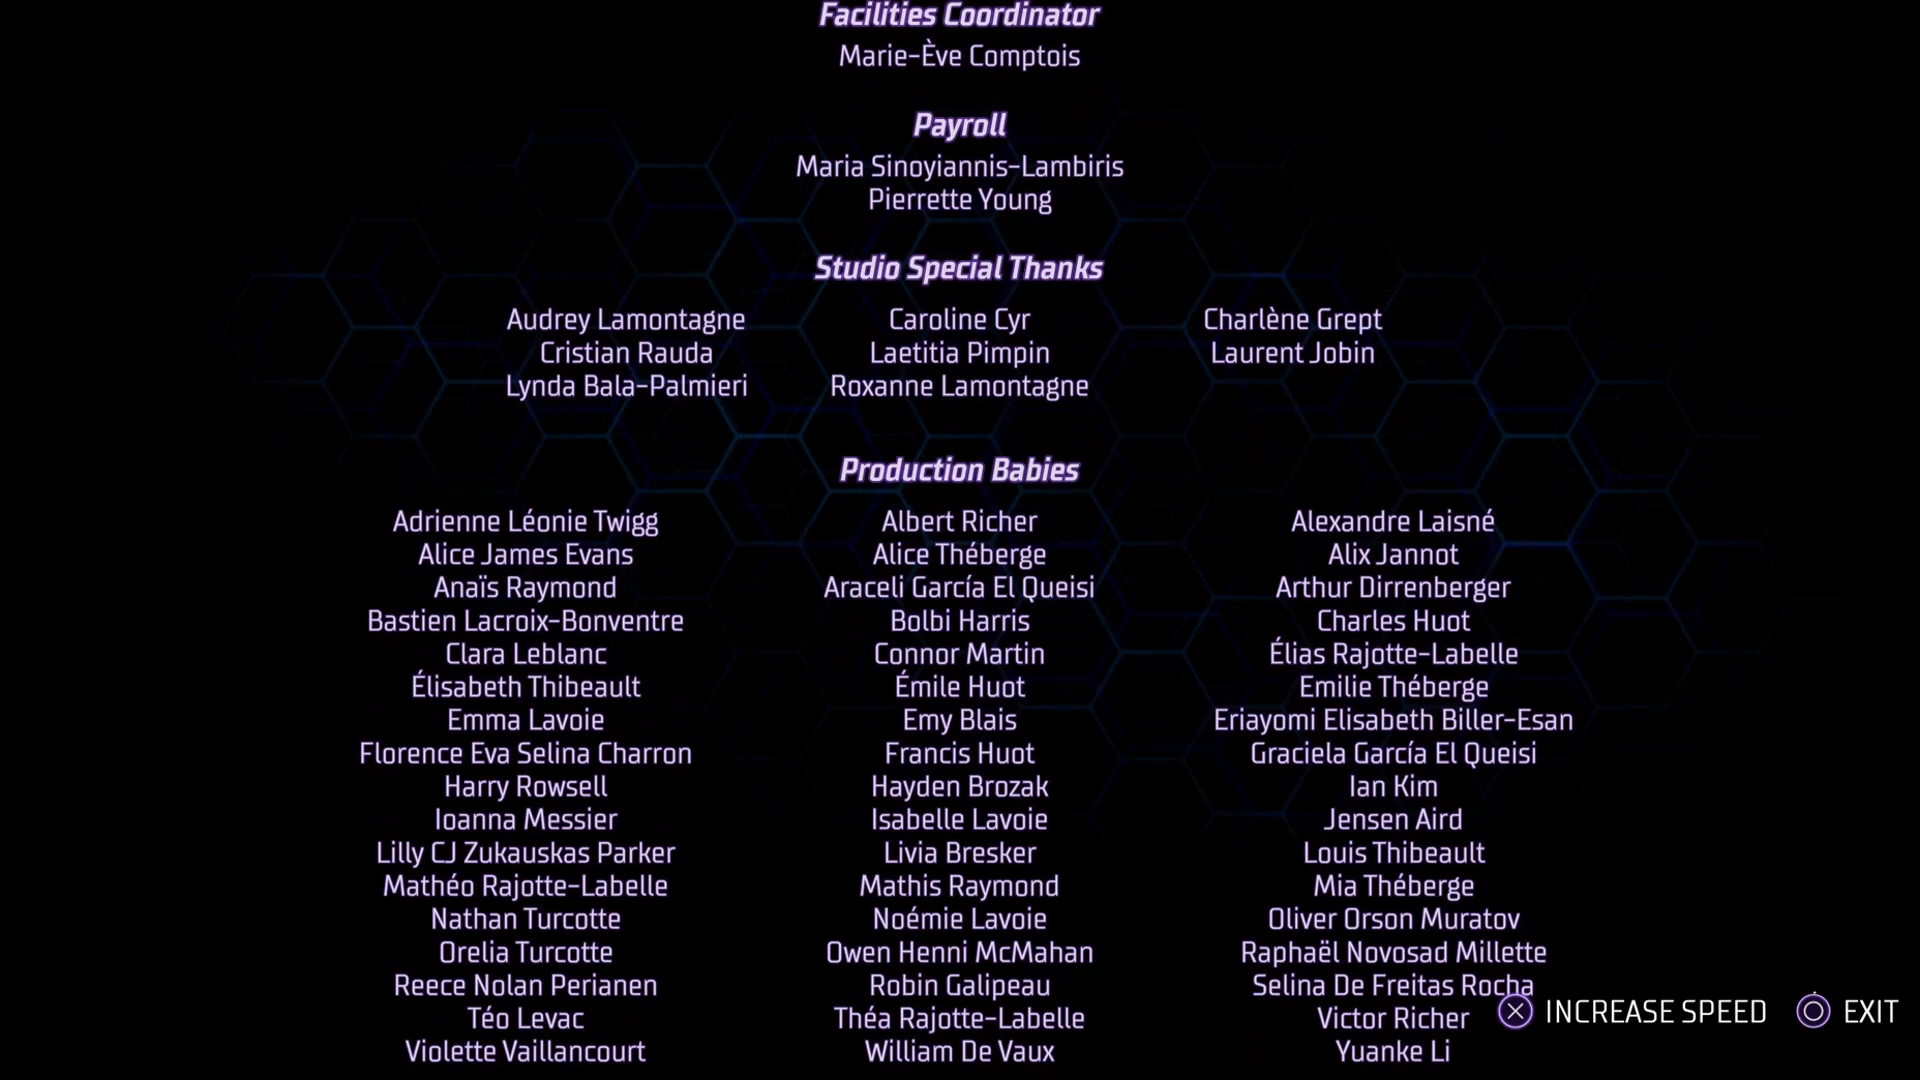 Facilities Coordinator
Marie-Ève Comptois
Payroll
Maria Sinoyiannis-Lambiris
Pierrette Young
Studio Special Thanks
Audrey Lamontagne Caroline Cyr Charlène Grept
Cristian Rauda Laetitia Pimpin Laurent Jobin
Lynda Bala-Palmieri Roxanne Lamontagne
Production Babies
Adrienne Léonie Twigg Albert Richer Alexandre Laisné
Alice James Evans Alice Théberge Alix Jannot
Anaïs Raymond Araceli García El Queisi Arthur Dirrenberger
Bastien Lacroix-Bonventre Bolbi Harris Charles Huot
Clara Leblanc Connor Martin Élias Rajotte-Labelle
Élisabeth Thibeault Émile Huot Emilie Théberge
Emma Lavoie Emy Blais Eriayomi Elisabeth Biller-Esan
Florence Eva Selina Charron Francis Huot Graciela García El Queisi
Harry Rowsell Hayden Brozak Ian Kim
Ioanna Messier Isabelle Lavoie Jensen Aird
Lilly CJ Zukauskas Parker Livia Bresker Louis Thibeault
Mathéo Rajotte-Labelle Mathis Raymond Mia Théberge
Nathan Turcotte Noémie Lavoie Oliver Orson Muratov
Orelia Turcotte Owen Henni McMahan Raphaël Novosad Millette
Reece Nolan Perianen Robin Galipeau Selina De Freitas Rocha
Téo Levac Théa Rajotte-Labelle Victor Richer
Violette Vaillancourt William De Vaux Yuanke Li
INCREASE SPEED EXIT